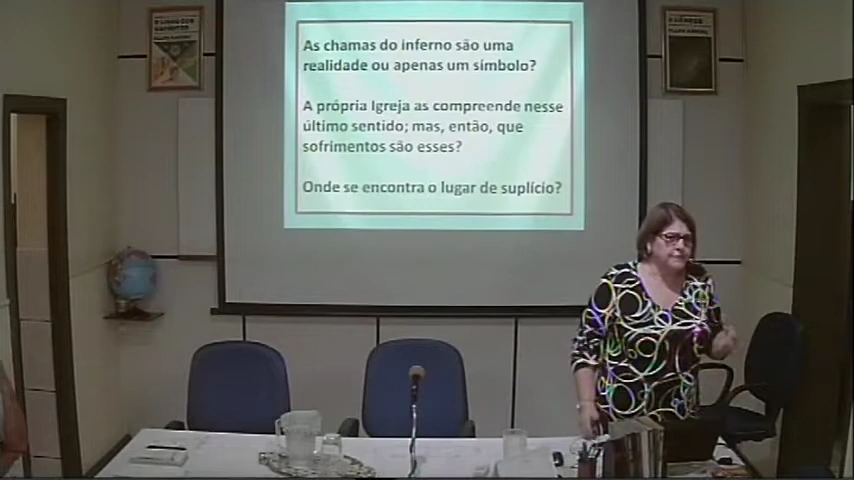 As chamas do inferno são uma
realidade ou apenas um símbolo?
A própria Igreja as compreende nesse
último sentido; mas, então, que
sofrimentos são esses?
Onde se encontra o lugar de suplício?